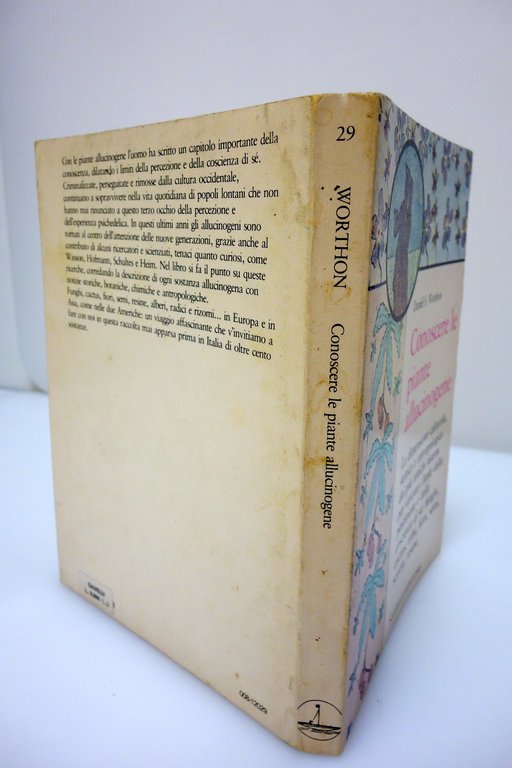 Con le piante allucinogene l'uomo ha scritto un capitolo importante della
conoscenza, dilatando i limiti della percezione e della coscienza di sé.
Criminalizzate, perseguitate e rimosse dalla cultura occidentale,
continuano a sopravvivere nella vita quotidiana di popoli lontani che non
hanno mai rinunciato a questo terzo occhio della percezione e
dell'esperienza psichedelica. In questi ultimi anni gli allucinogeni sono
tornati al centro dell'attenzione delle nuove generazioni, grazie anche al
contributo di alcuni ricercatori e scienziati, tenaci quanto curiosi, come
Wasson, Hofmann, Schultes e Heim. Nel libro si fa il punto su queste
ricerche, corredando la descrizione di ogni sostanza allucinogena con
notizie storiche, botaniche, chimiche e antropologiche.
Funghi, cactus, fiori, semi, resine, alberi, radici e rizomi... in Europa e in
Asia, come nelle due Americhe: un viaggio affascinante che v'invitiamo a
fare con noi in questa raccolta mai apparsa prima in Italia di oltre cento
sostanze.
SAVELLI
008-12029
29
WORTHON
Conoscere le piante allucinogene
Donald S. Worthon
Conoscere le
piante
allucinogene